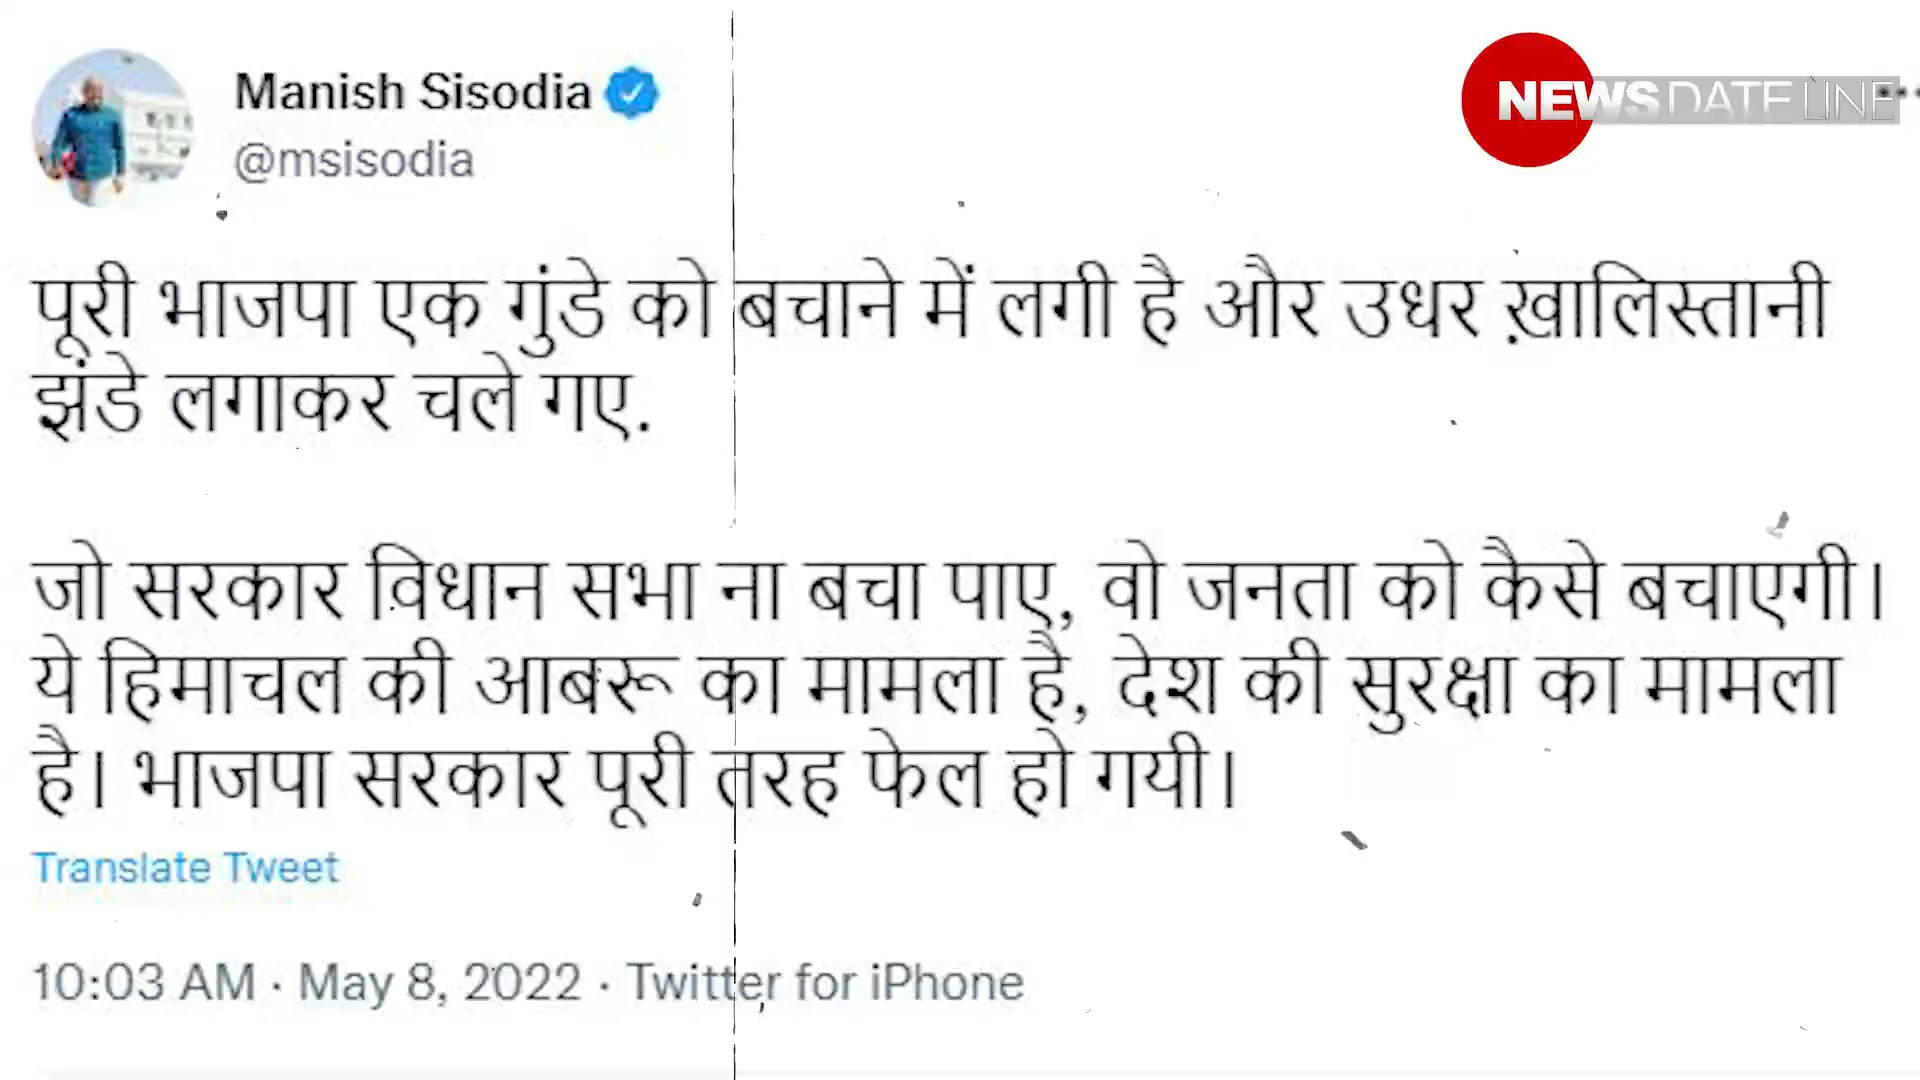 Manish Sisodia
NEWS DATE LINE
@msisodia
पूरी भाजपा एक गुंडे को बचाने में लगी है और उधर ख़ालिस्तानी
झंडे लगाकर चले गए.
जो सरकार विधान सभा ना बचा पाए, वो जनता को कैसे बचाएगी।
ये हिमाचल की आबरू का मामला है, देश की सुरक्षा का मामला
है। भाजपा सरकार पूरी तरह फेल हो गयी।
Translate Tweet
10:03 AM · May 8, 2022 · Twitter for iPhone